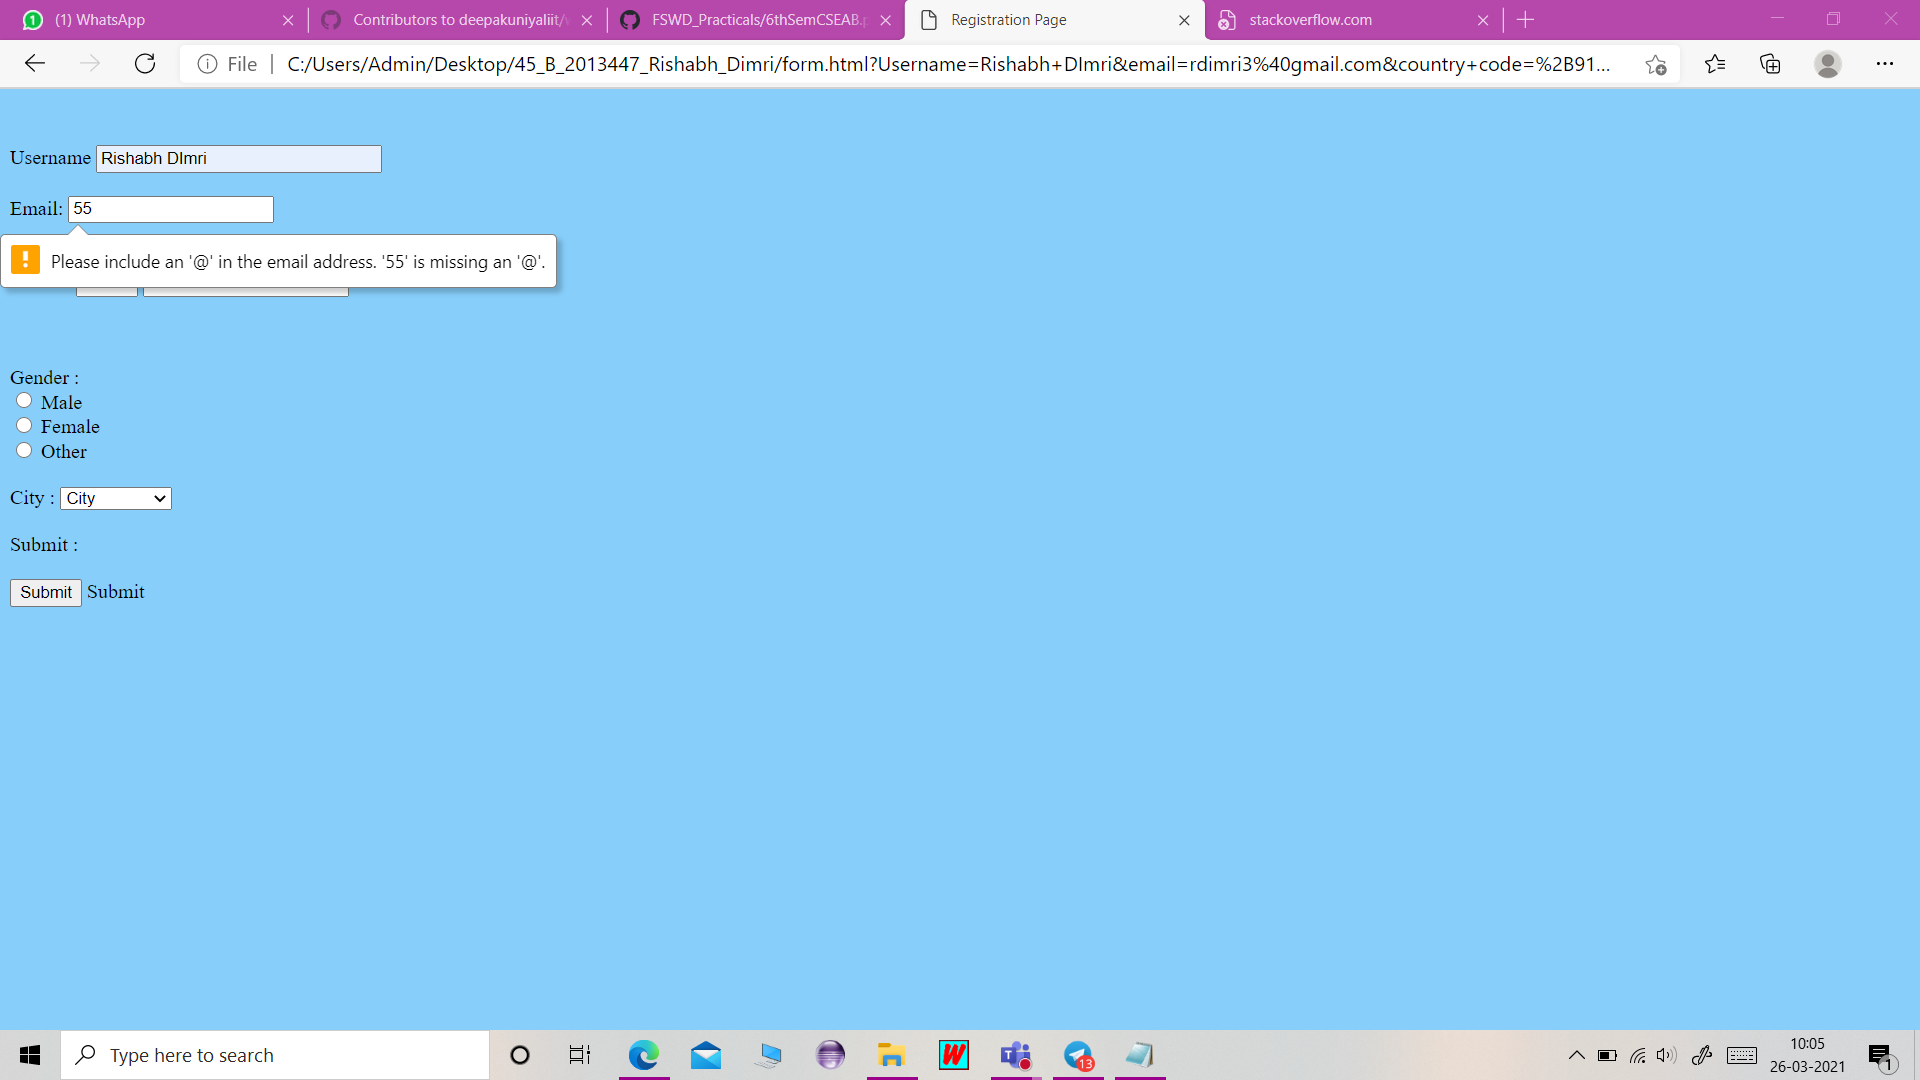 (1) WhatsApp
Contributors to deepakuniyaliit/v
FSWD_Practicals/6thSemCSEAB.p
Registration Page
stackoverflow.com
File
C:/Users/Admin/Desktop/45_B_2013447_Rishabh_Dimri/form.html?Username=Rishabh+DImri&email=rdimri3%40gmail.com&country+code=%2B91...
Username Rishabh DImri
Email: 55
Please include an '@' in the email address. '55' is missing an '@'.
Gender :
Male
Female
Other
City : City
Submit :
Submit Submit
Type here to search
W
T
13
10:05
26-03-2021
1